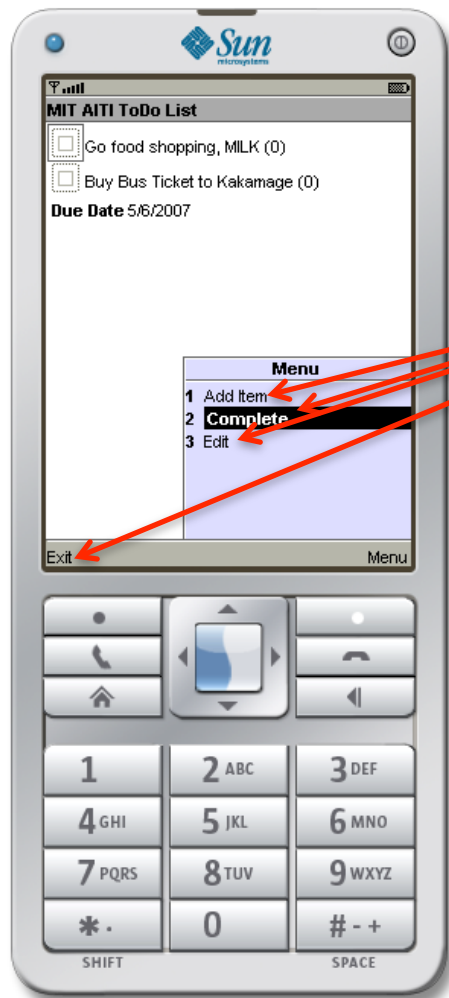 Sun
microsystems
MIT AITI ToDo List
Go food shopping, MILK (0)
Buy Bus Ticket to Kakamage (0)
Due Date 5/6/2007
Menu
1 Add Item
2 Complete
3 Edit
Exit Menu
1 2 ABC 3 DEF
4 GHI 5 JKL 6 MNO
7 PQRS 8 TUV 9 WXYZ
* . 0 # - +
SHIFT SPACE